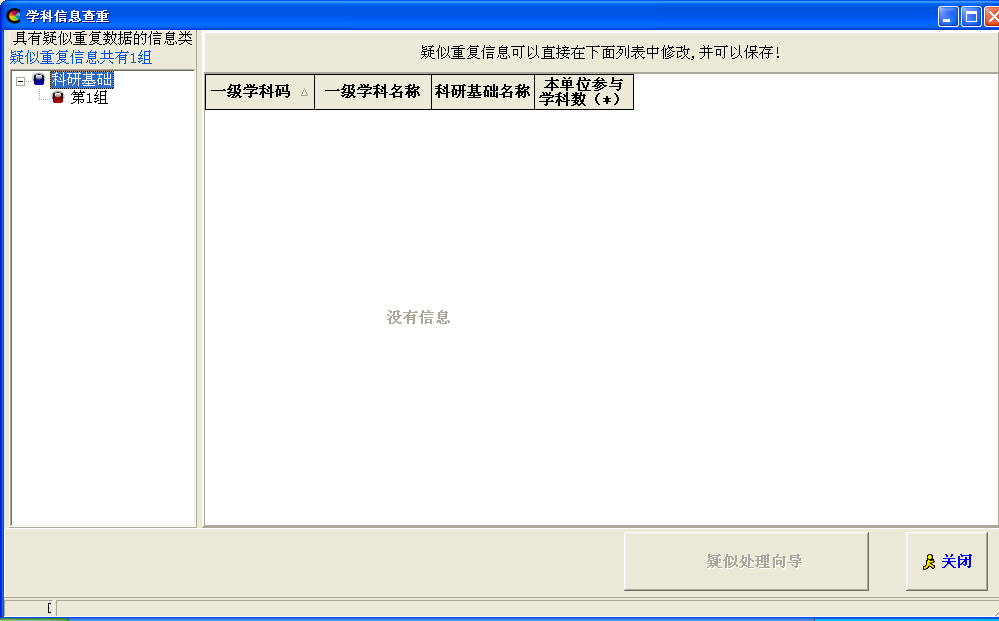 学科信息查重
具有疑似重复数据的信息类
疑似重复信息共有1组
科研基础
第1组
疑似重复信息可以直接在下面列表中修改,并可以保存!
一级学科码 △
一级学科名称
科研基础名称
本单位参与
学科数（*）
没有信息
疑似处理向导
关闭
[